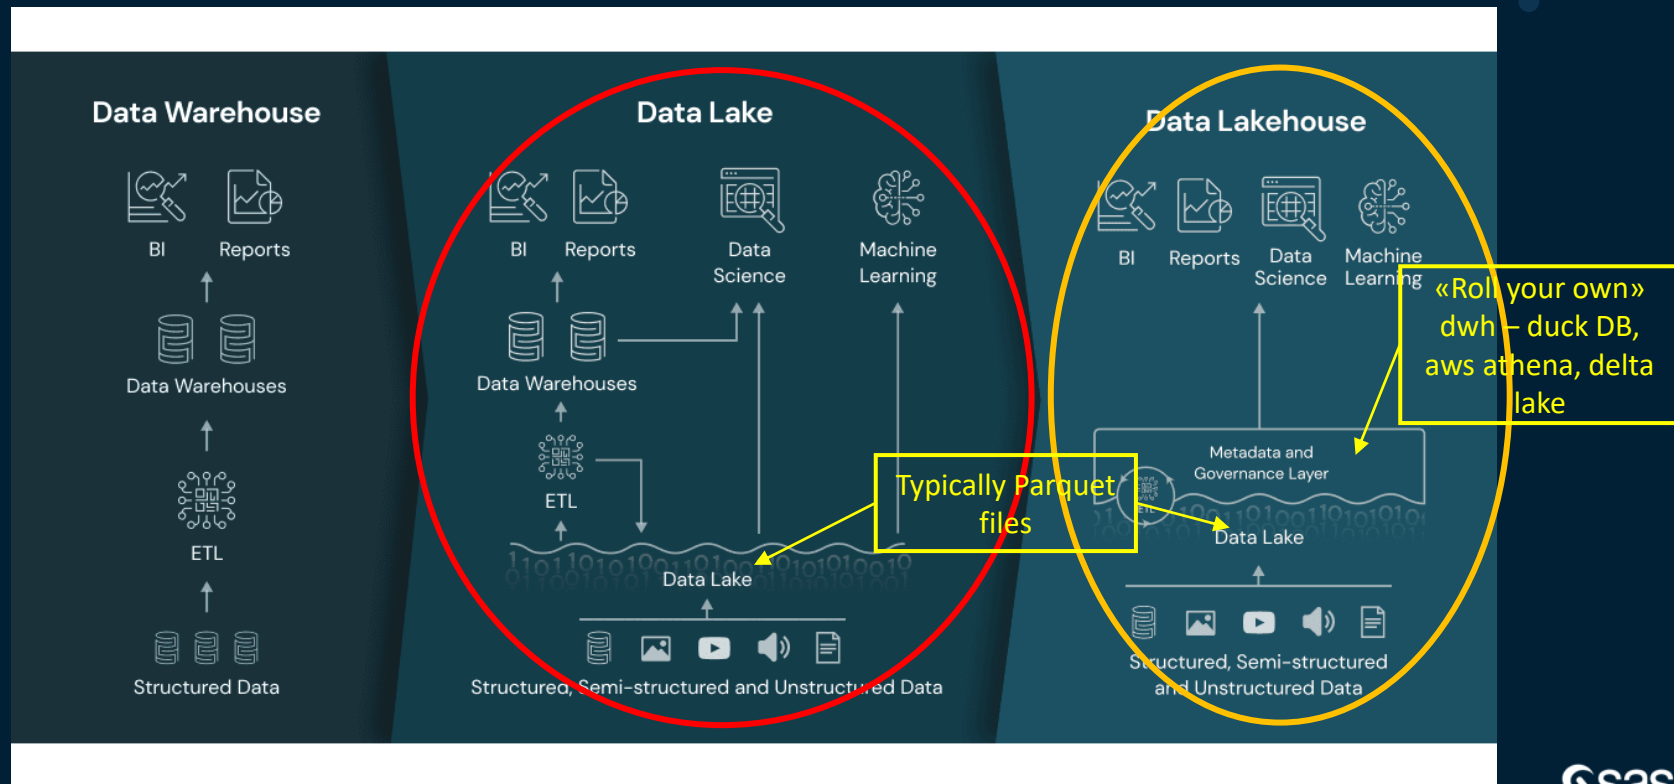 Data Warehouse
BI
Reports
Data Warehouses
ETL
Structured Data
Data Lake
BI
Reports
Data
Science
Machine
Learning
Data Warehouses
ETL
Data Lake
Structured, Semi-structured and Unstructured Data
Typically Parquet
files
Data Lakehouse
BI
Reports
Data
Science
Machine
Learning
«Roll your own»
dwh – duck DB,
aws athena, delta
lake
Metadata and
Governance Layer
ETL
Data Lake
Structured, Semi-structured
and Unstructured Data
sas